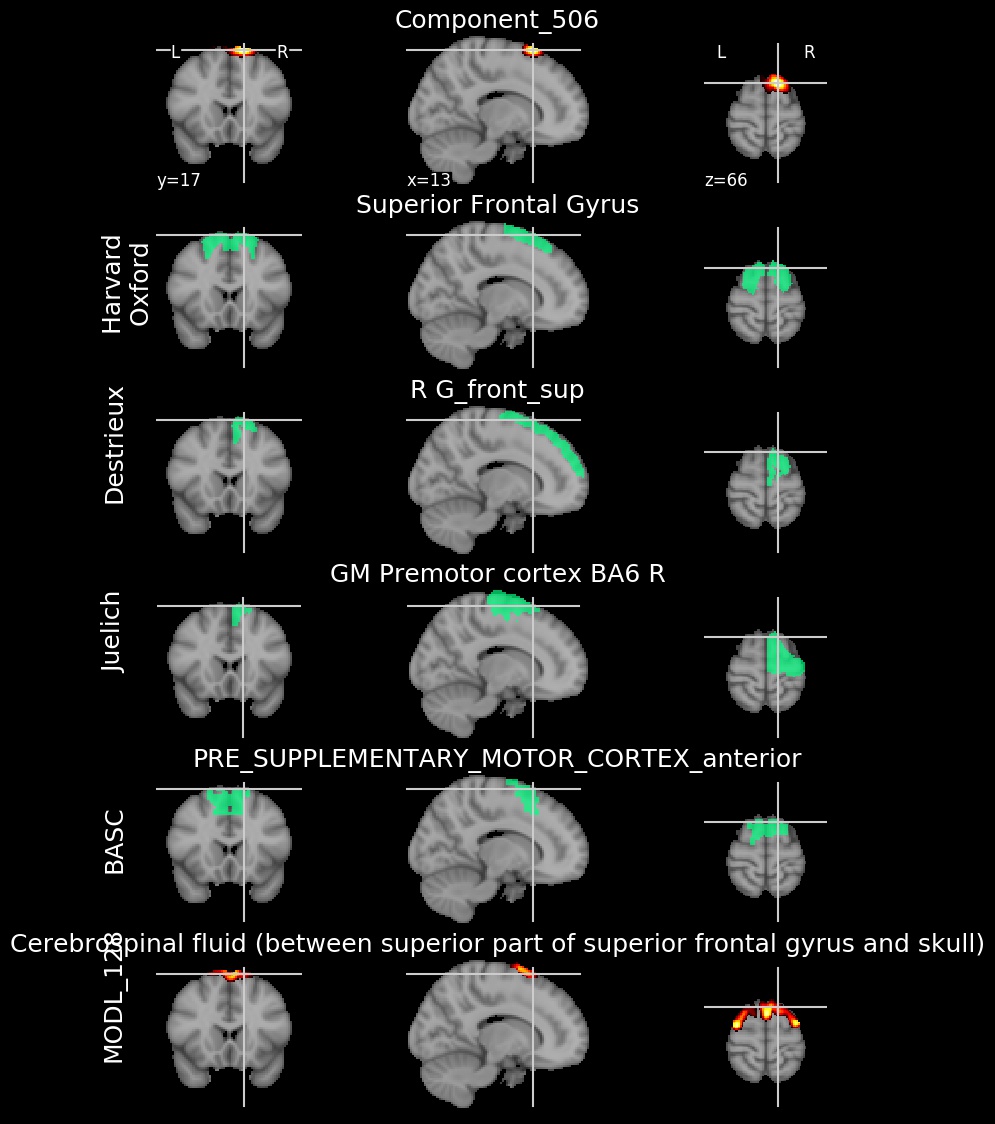 Component_506
L R
L R
y=17
x=13
z=66
Superior Frontal Gyrus
Harvard
Oxford
R G_front_sup
Destrieux
GM Premotor cortex BA6 R
Juelich
PRE_SUPPLEMENTARY_MOTOR_CORTEX_anterior
BASC
Cerebrospinal fluid (between superior part of superior frontal gyrus and skull)
MODL_128